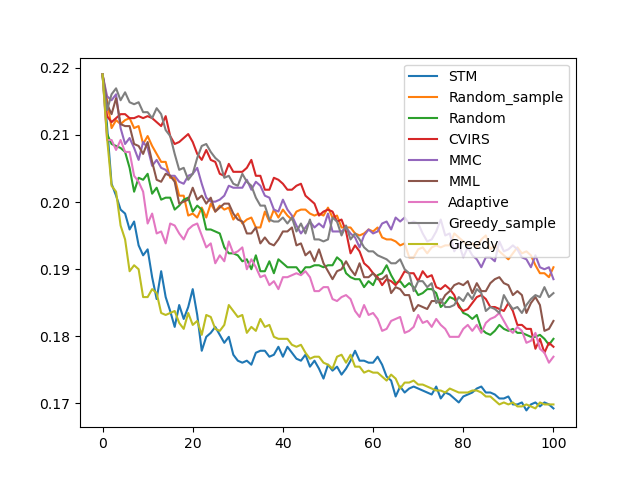 0.22
0.21
0.20
0.19
0.18
0.17
0
20
40
60
80
100
STM
Random_sample
Random
CVIRS
MMC
MML
Adaptive
Greedy_sample
Greedy